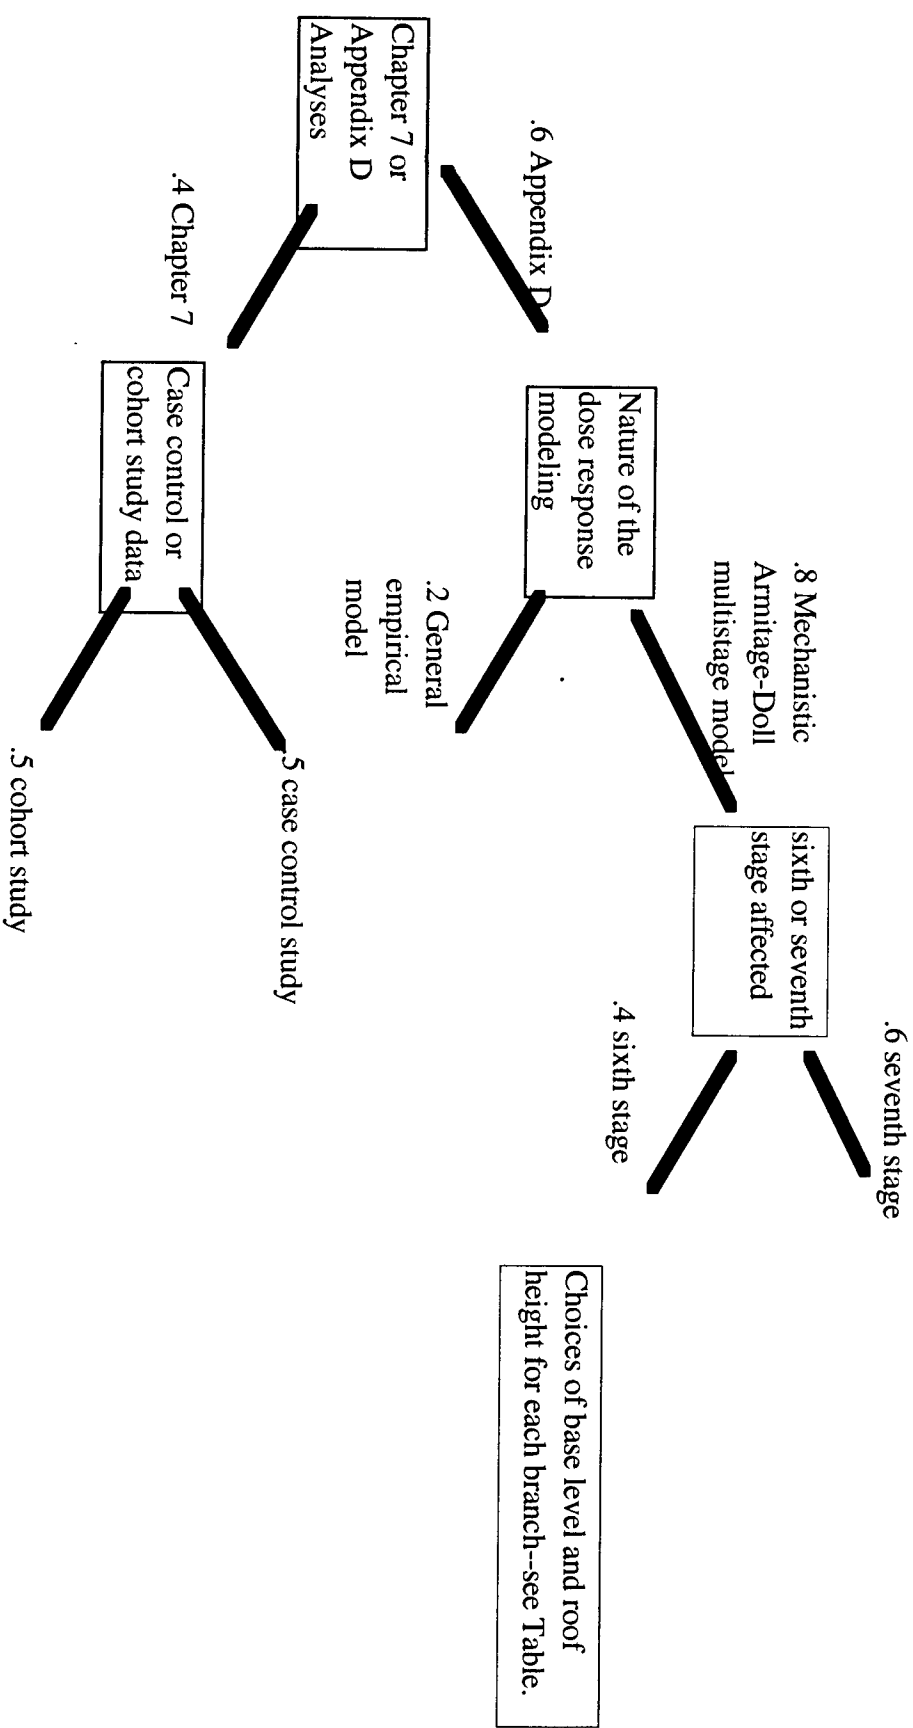 Chapter 7 or
Appendix D
Analyses
.6 Appendix D
.4 Chapter 7
Nature of the
dose response
modeling
Case control or
cohort study data
.8 Mechanistic
Armitage-Doll
multistage model
.2 General
empirical
model
.5 case control study
.5 cohort study
sixth or seventh
stage affected
.6 seventh stage
.4 sixth stage
Choices of base level and roof
height for each branch--see Table.